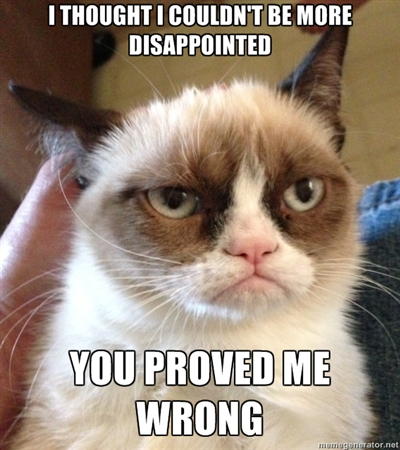 I THOUGHT I COULDN'T BE MORE
DISAPPOINTED
YOU PROVED ME
WRONG
memegenerator.net